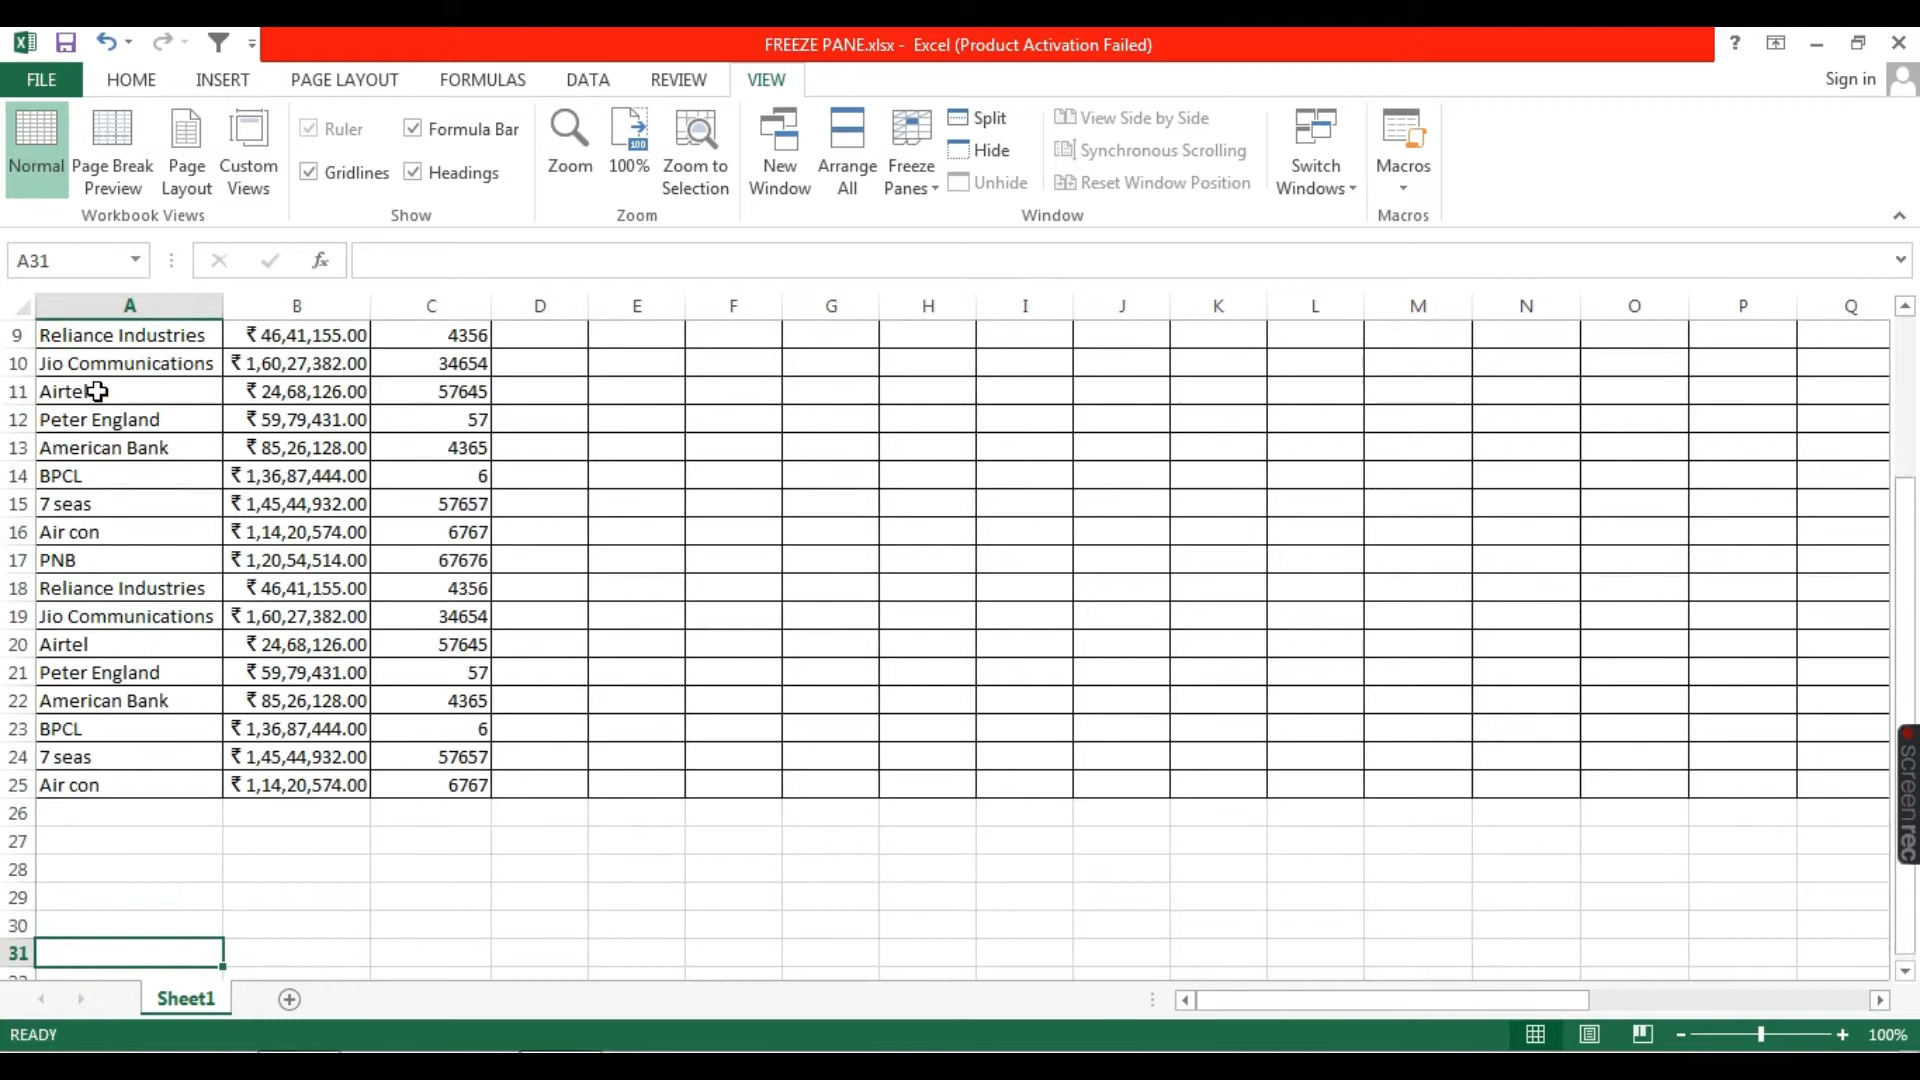 FREEZE PANE.xlsx - Excel (Product Activation Failed)
?
FILE HOME INSERT PAGE LAYOUT FORMULAS DATA REVIEW VIEW
Sign in
Normal
Page Break Preview
Page Layout
Custom Views
Workbook Views
Ruler
Formula Bar
Gridlines
Headings
Show
Zoom
100
100%
Zoom to Selection
Zoom
New Window
Arrange All
Freeze Panes
Split
Hide
Unhide
View Side by Side
Synchronous Scrolling
Reset Window Position
Window
Switch Windows
Macros
Macros
A31
fx
A B C D E F G H I J K L M N O P Q
9 Reliance Industries ₹ 46,41,155.00 4356
10 Jio Communications ₹ 1,60,27,382.00 34654
11 Airtel ₹ 24,68,126.00 57645
12 Peter England ₹ 59,79,431.00 57
13 American Bank ₹ 85,26,128.00 4365
14 BPCL ₹ 1,36,87,444.00 6
15 7 seas ₹ 1,45,44,932.00 57657
16 Air con ₹ 1,14,20,574.00 6767
17 PNB ₹ 1,20,54,514.00 67676
18 Reliance Industries ₹ 46,41,155.00 4356
19 Jio Communications ₹ 1,60,27,382.00 34654
20 Airtel ₹ 24,68,126.00 57645
21 Peter England ₹ 59,79,431.00 57
22 American Bank ₹ 85,26,128.00 4365
23 BPCL ₹ 1,36,87,444.00 6
24 7 seas ₹ 1,45,44,932.00 57657
25 Air con ₹ 1,14,20,574.00 6767
26
27
28
29
30
31
Sheet1
READY
100%
screenrec